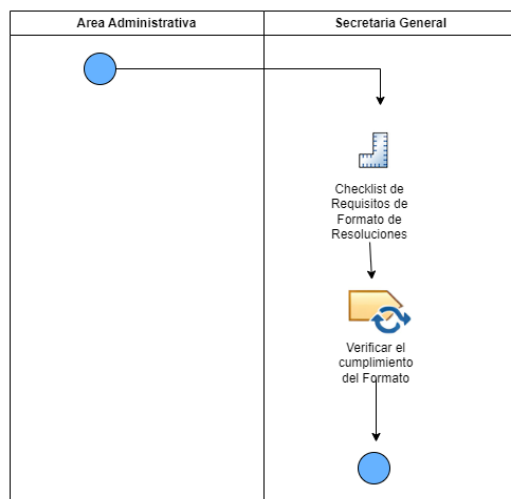 Area Administrativa
Secretaria General
Checklist de
Requisitos de
Formato de
Resoluciones
Verificar el
cumplimiento
del Formato